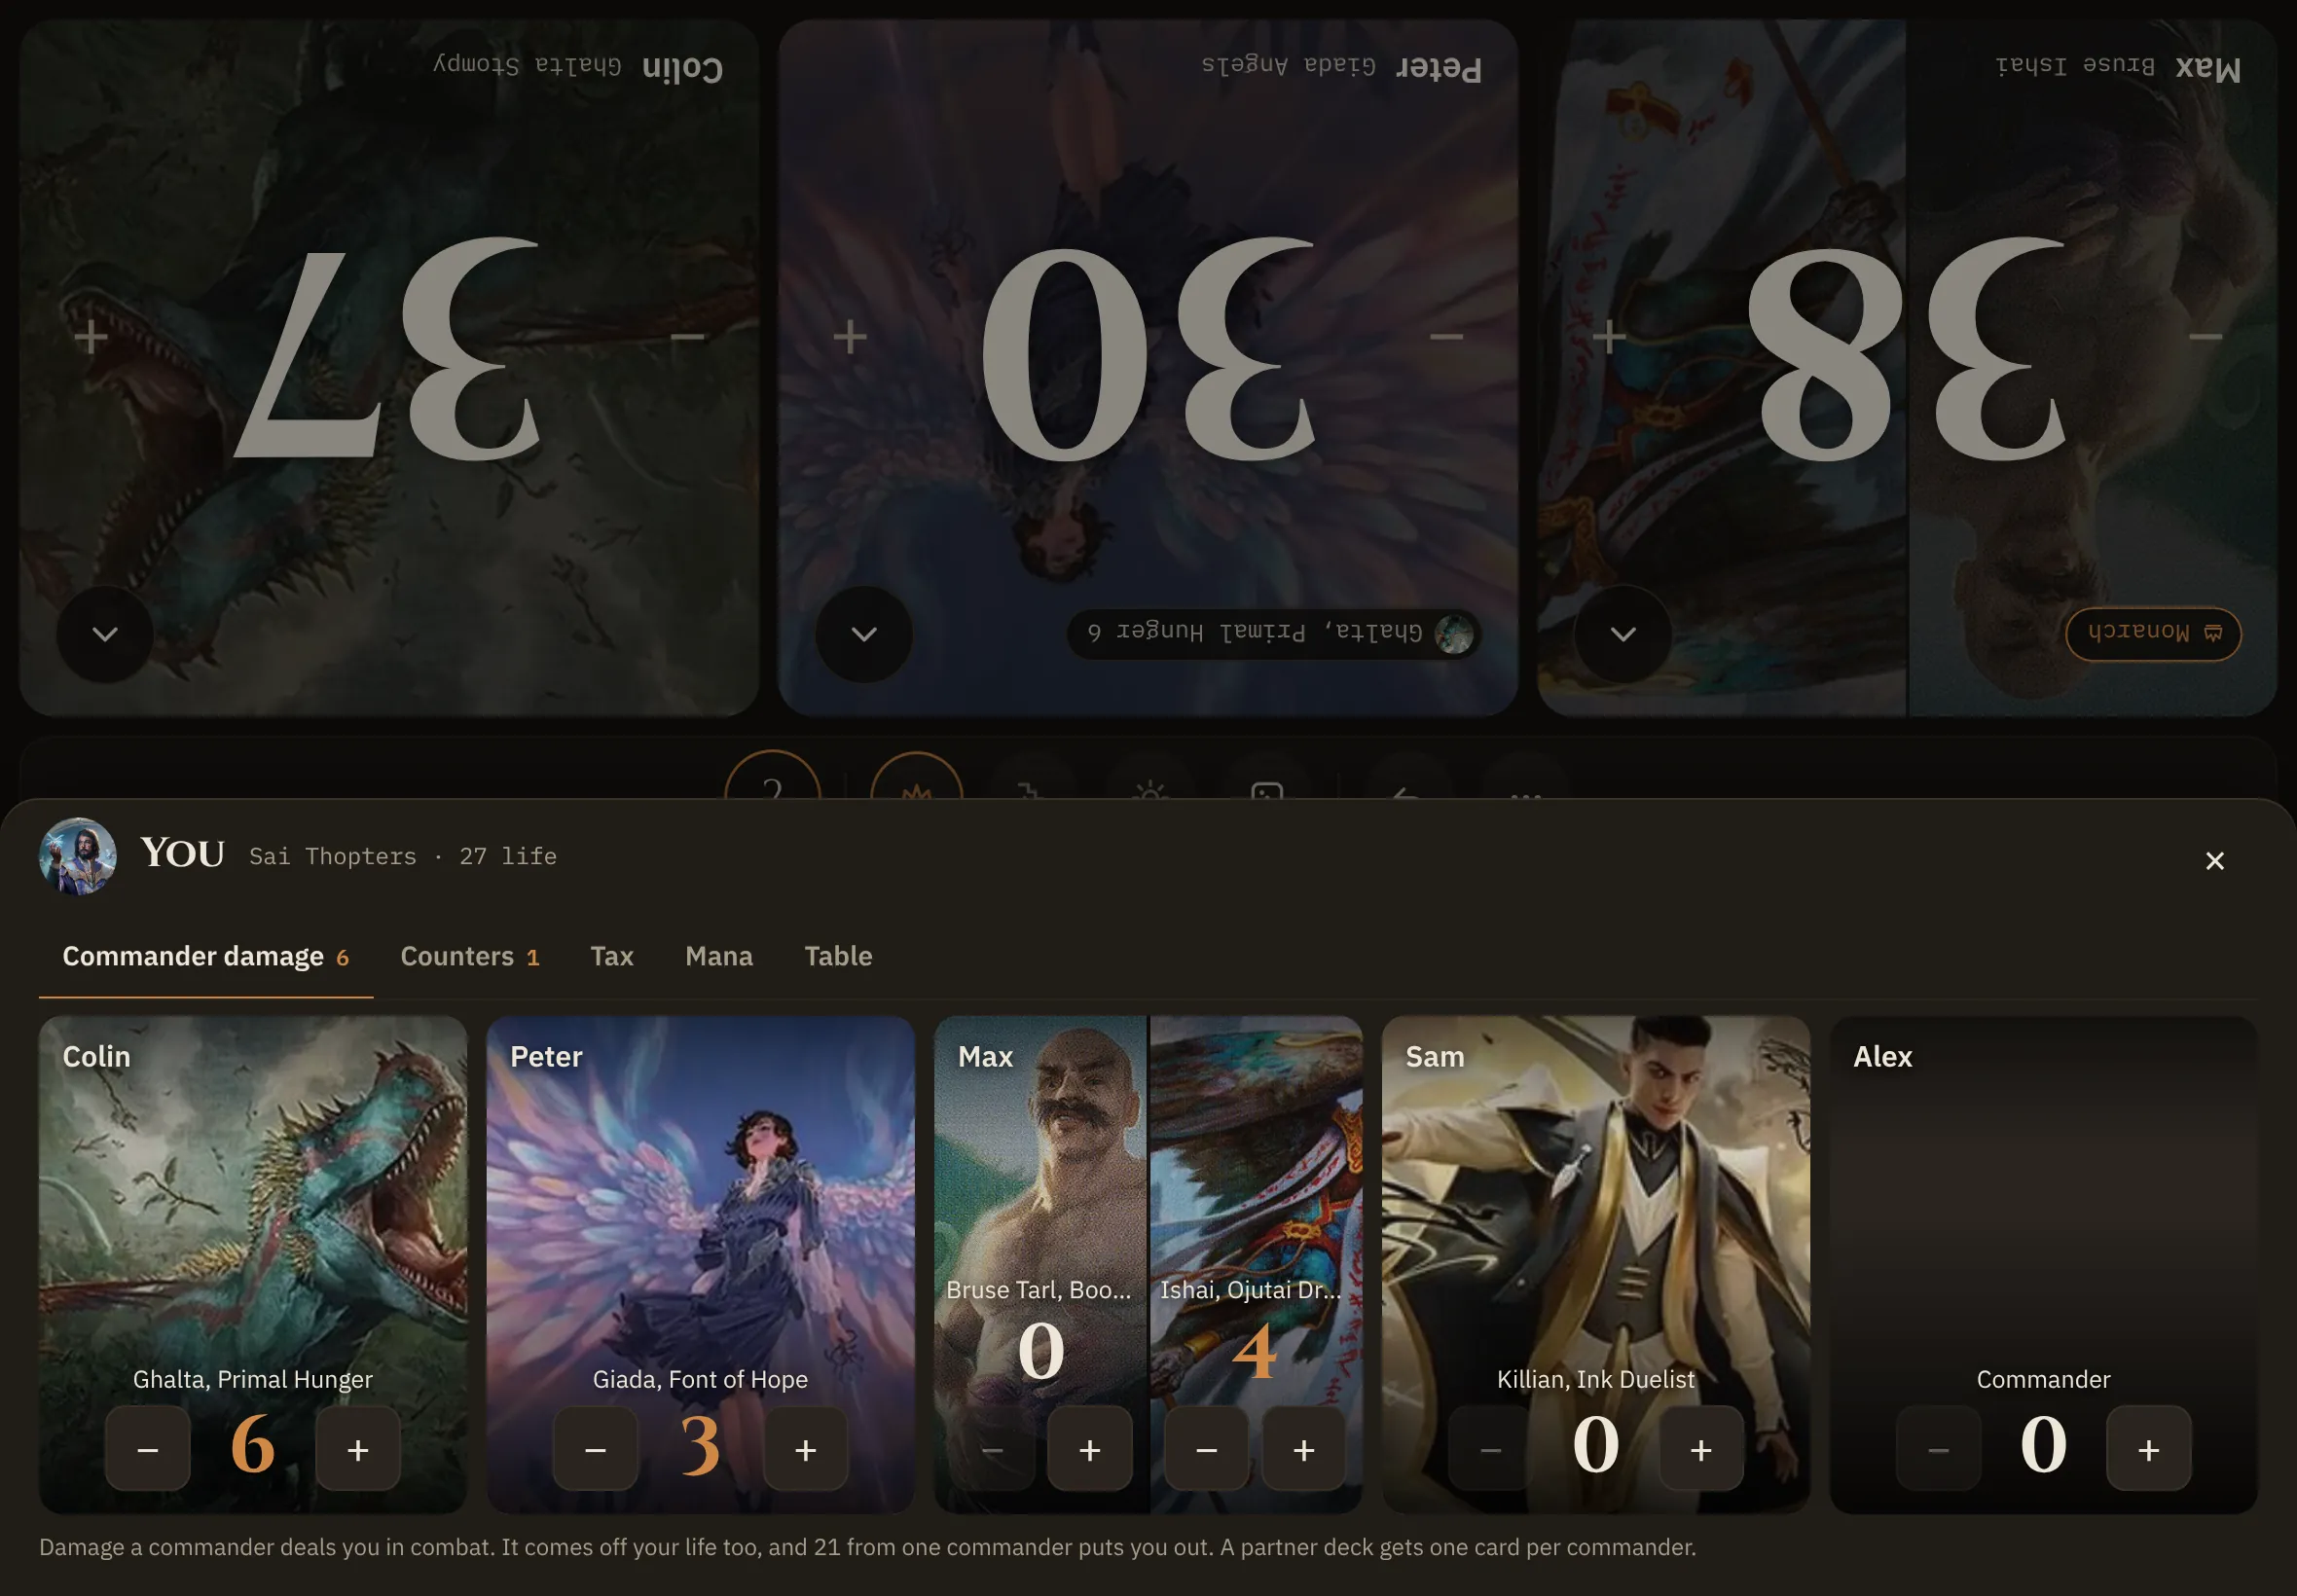 Colin Ghalta Stompy
37
+ −
Peter Giada Angels
30
+ −
Ghalta, Primal Hunger 6
Max Bruse Ishai
38
+ −
Monarch
2
YOU Sai Thopters · 27 life
×
Commander damage 6 Counters 1 Tax Mana Table
Colin
Ghalta, Primal Hunger
− 6 +
Peter
Giada, Font of Hope
− 3 +
Max
Bruse Tarl, Boo...
0
− +
Ishai, Ojutai Dr...
4
− +
Sam
Killian, Ink Duelist
− 0 +
Alex
Commander
− 0 +
Damage a commander deals you in combat. It comes off your life too, and 21 from one commander puts you out. A partner deck gets one card per commander.